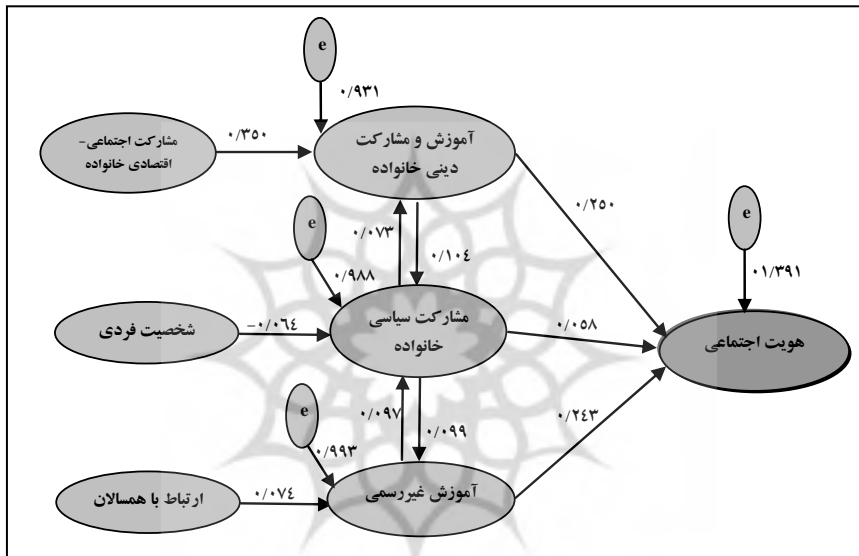 e
۰/۹۳۱
مشارکت اجتماعی-
اقتصادی خانواده
۰/۳۵۰
آموزش و مشارکت
دینی خانواده
۰/۲۵۰
e
۰/۹۸۸
۰/۰۷۳
۰/۱۰٤
e
۰۱/۳۹۱
شخصیت فردی
-۰/۰٦٤
مشارکت سیاسی
خانواده
۰/۰۵۸
هویت اجتماعی
e
۰/۹۹۳
۰/۰۹۷
۰/۰۹۹
۰/۲٤۳
ارتباط با همسالان
۰/۰۷٤
آموزش غیررسمی